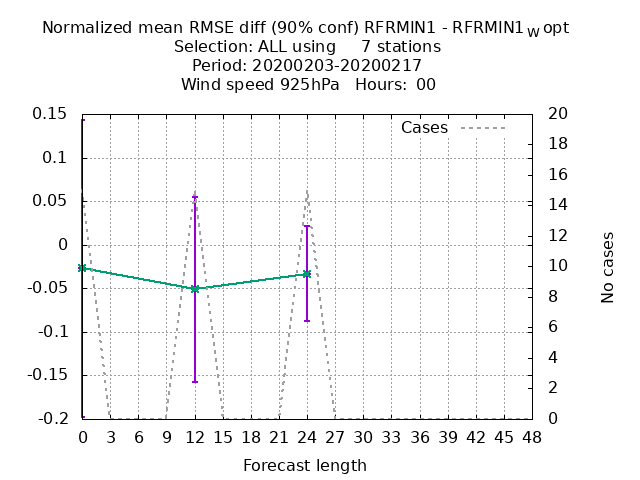 Normalized mean RMSE diff (90% conf) RFRMIN1 - RFRMIN1W opt
Selection: ALL using 7 stations
Period: 20200203-20200217
Wind speed 925hPa Hours: 00
Cases
0.15
0.1
0.05
0
-0.05
-0.1
-0.15
-0.2
20
18
16
14
12
10
8
6
4
2
0
No cases
0 3 6 9 12 15 18 21 24 27 30 33 36 39 42 45 48
Forecast length